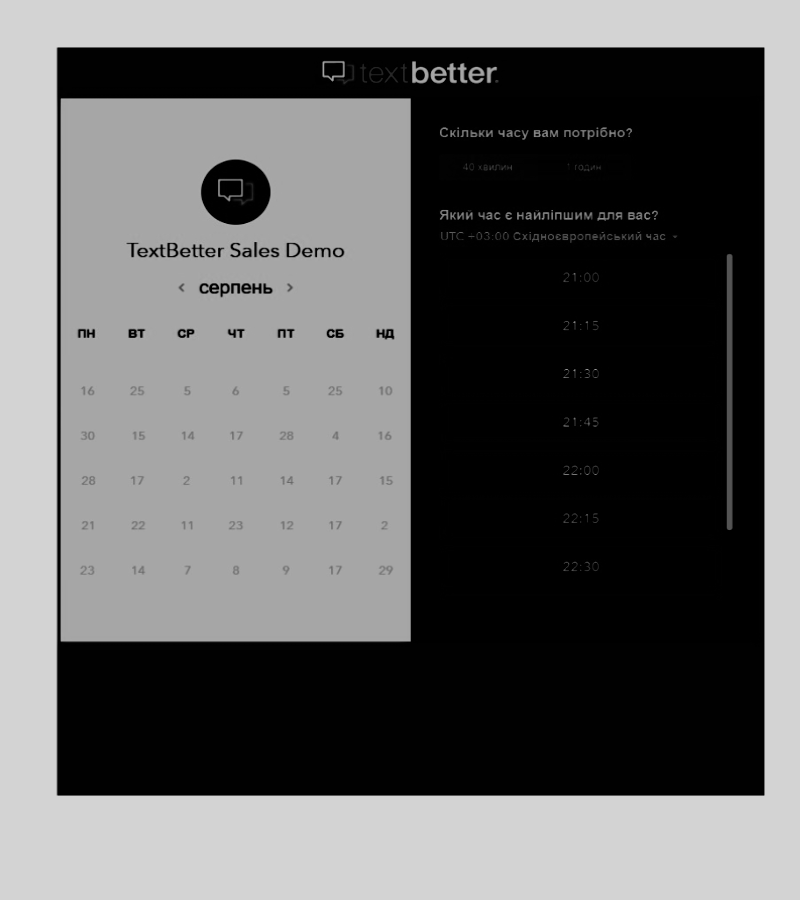 textbetter.
TextBetter Sales Demo
‹ серпень ›
ПН ВТ СР ЧТ ПТ СБ НД
16 25 5 6 5 25 10
30 15 14 17 28 4 16
28 17 2 11 14 17 15
21 22 11 23 12 17 2
23 14 7 8 9 17 29
Скільки часу вам потрібно?
40 хвилин 1 годин
Який час є найліпшим для вас?
UTC +03:00 Східноєвропейський час
21:00
21:15
21:30
21:45
22:00
22:15
22:30